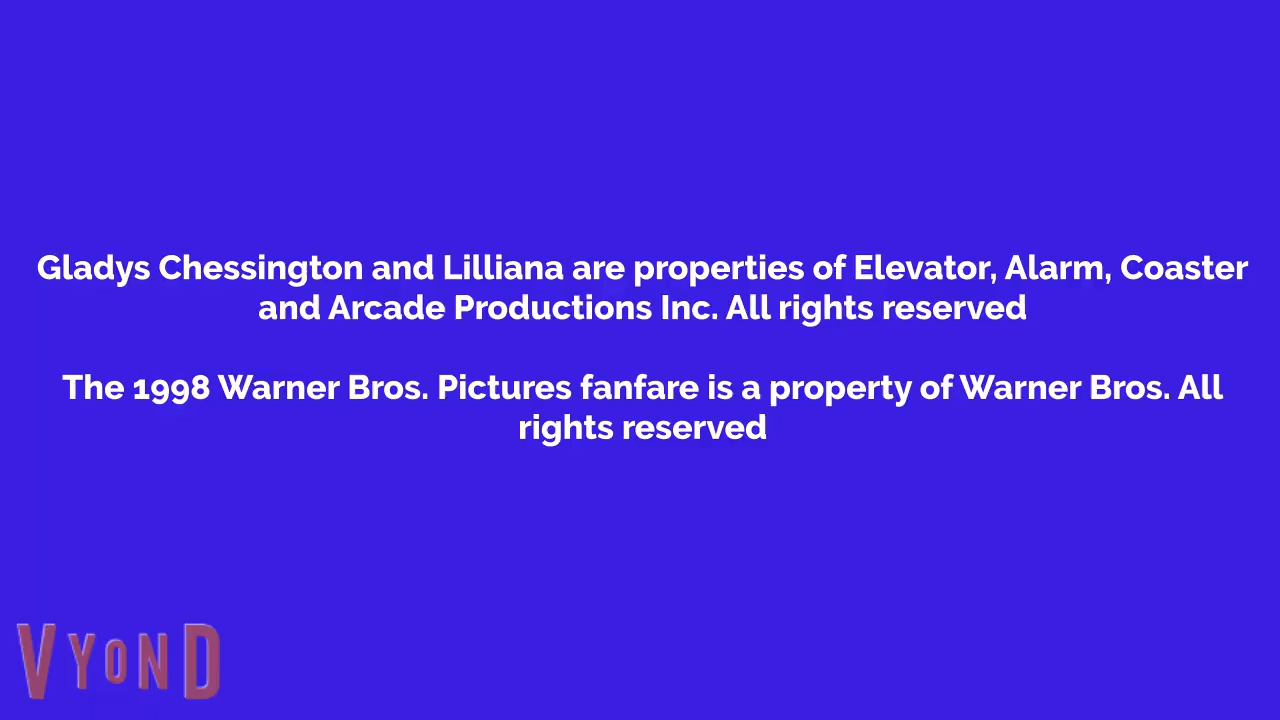 Gladys Chessington and Lilliana are properties of Elevator, Alarm, Coaster
and Arcade Productions Inc. All rights reserved
The 1998 Warner Bros. Pictures fanfare is a property of Warner Bros. All
rights reserved
VYOND